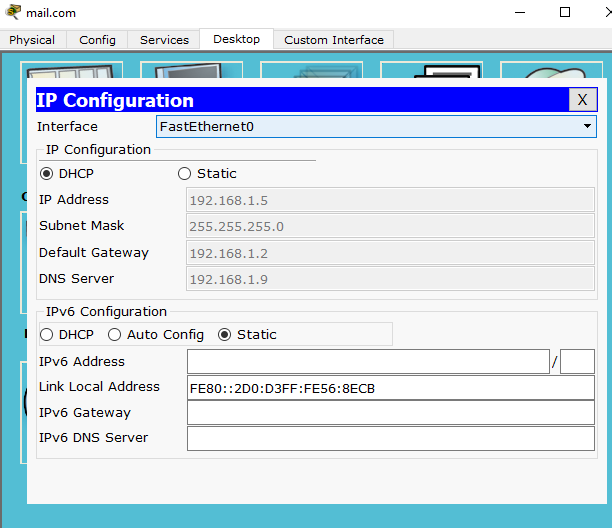 mail.com
Physical Config Services Desktop Custom Interface
IP Configuration X
Interface FastEthernet0
IP Configuration
DHCP Static
IP Address 192.168.1.5
Subnet Mask 255.255.255.0
Default Gateway 192.168.1.2
DNS Server 192.168.1.9
IPv6 Configuration
DHCP Auto Config Static
IPv6 Address /
Link Local Address FE80::2D0:D3FF:FE56:8ECB
IPv6 Gateway
IPv6 DNS Server